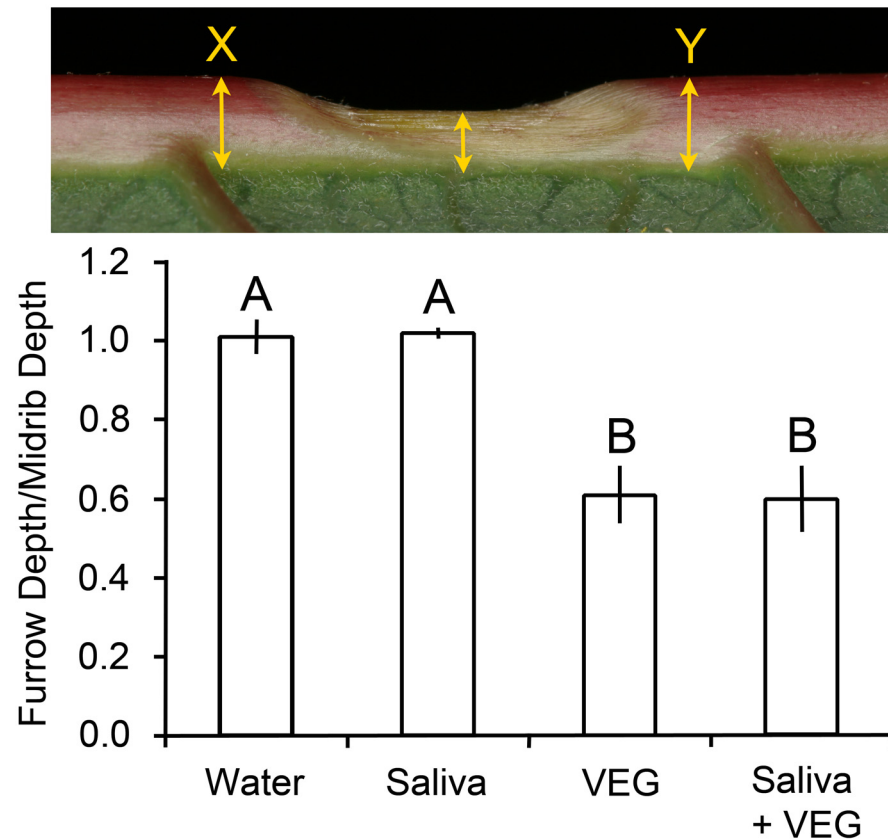 X
Y
Furrow Depth/Midrib Depth
1.2
1.0
0.8
0.6
0.4
0.2
0.0
A
A
B
B
Water
Saliva
VEG
Saliva
+ VEG